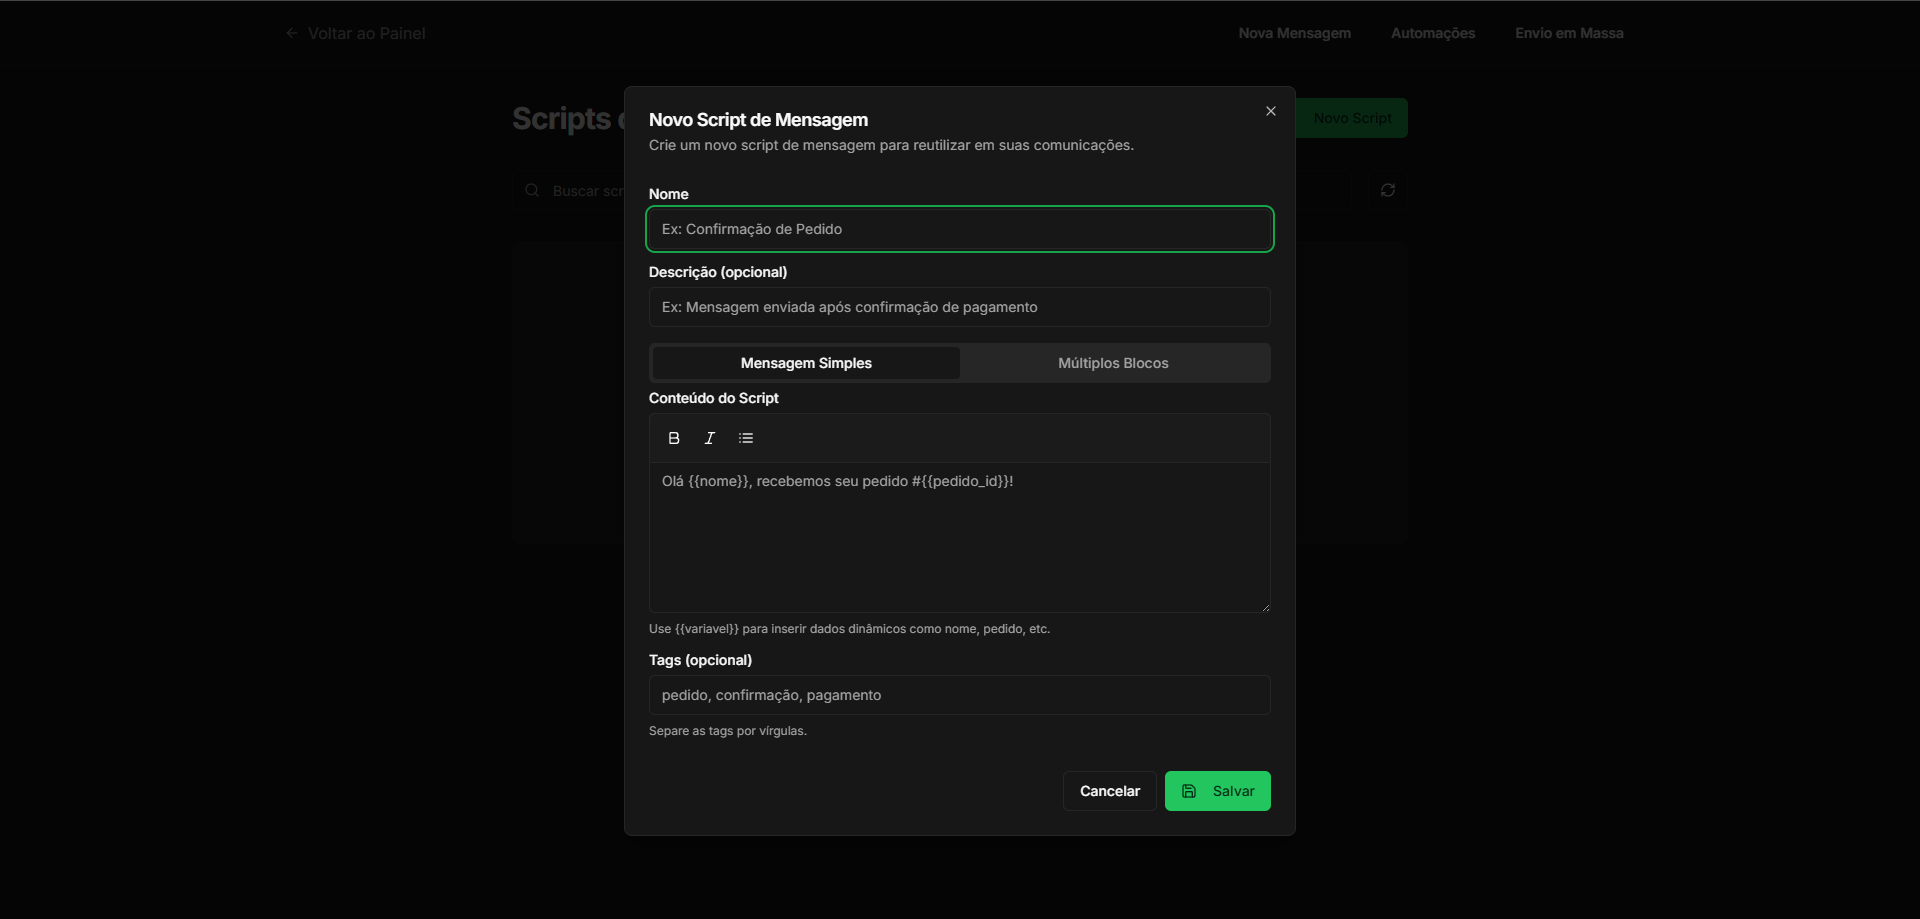 Voltar ao Painel
Nova Mensagem
Automações
Envio em Massa
Scripts
Novo Script
Buscar
Novo Script de Mensagem
Crie um novo script de mensagem para reutilizar em suas comunicações.
Nome
Ex: Confirmação de Pedido
Descrição (opcional)
Ex: Mensagem enviada após confirmação de pagamento
Mensagem Simples
Múltiplos Blocos
Conteúdo do Script
B I
Olá {{nome}}, recebemos seu pedido #{{pedido_id}}!
Use {{variavel}} para inserir dados dinâmicos como nome, pedido, etc.
Tags (opcional)
pedido, confirmação, pagamento
Separe as tags por vírgulas.
Cancelar
Salvar